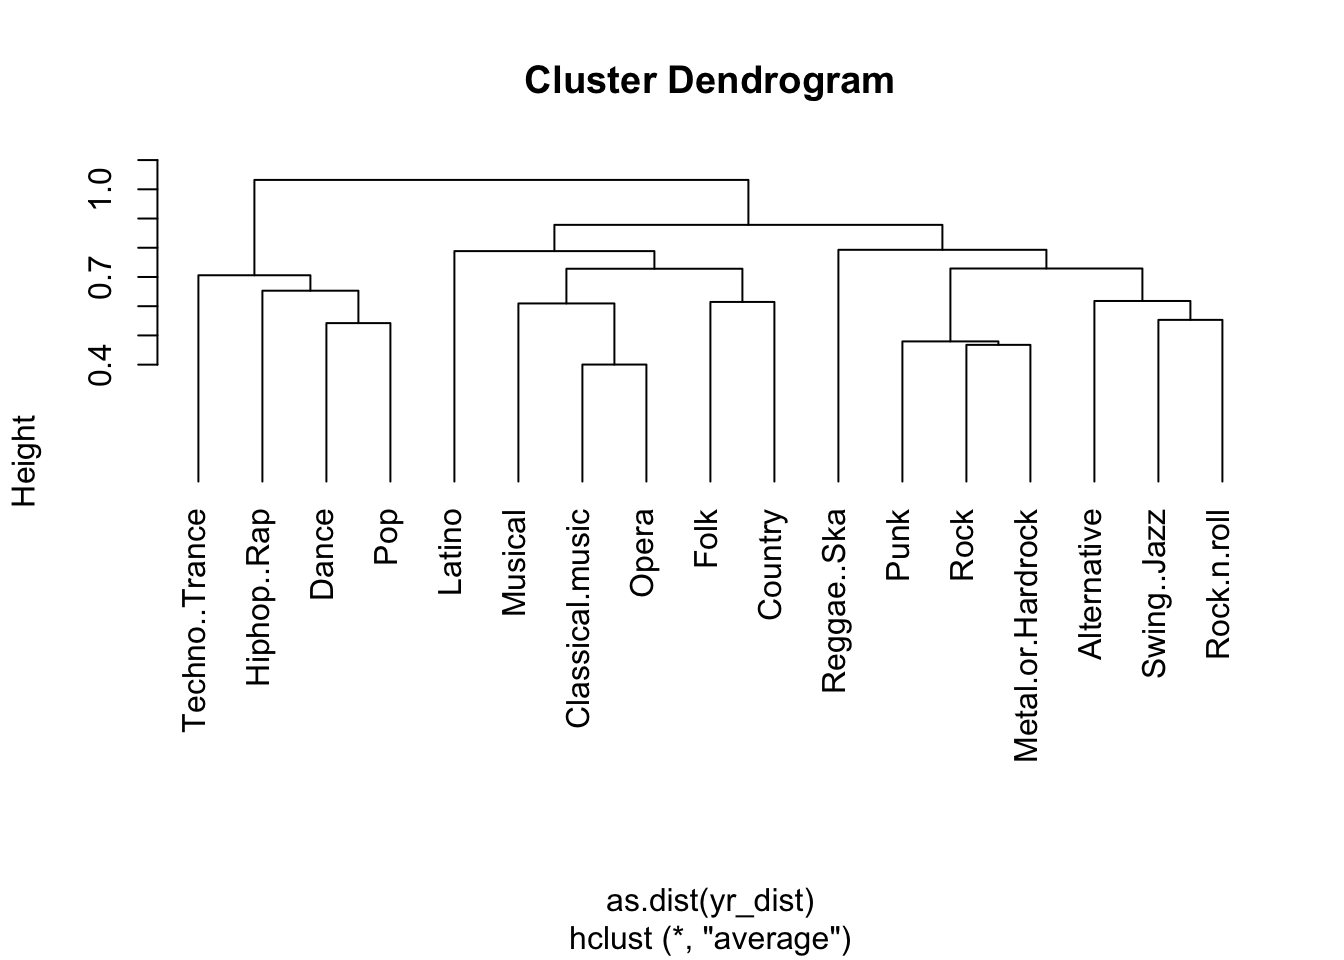 Cluster Dendrogram
1.0
0.7
0.4
Height
Techno..Trance
Hiphop..Rap
Dance
Pop
Latino
Musical
Classical.music
Opera
Folk
Country
Reggae..Ska
Punk
Rock
Metal.or.Hardrock
Alternative
Swing..Jazz
Rock.n.roll
as.dist(yr_dist)
hclust (*, "average")